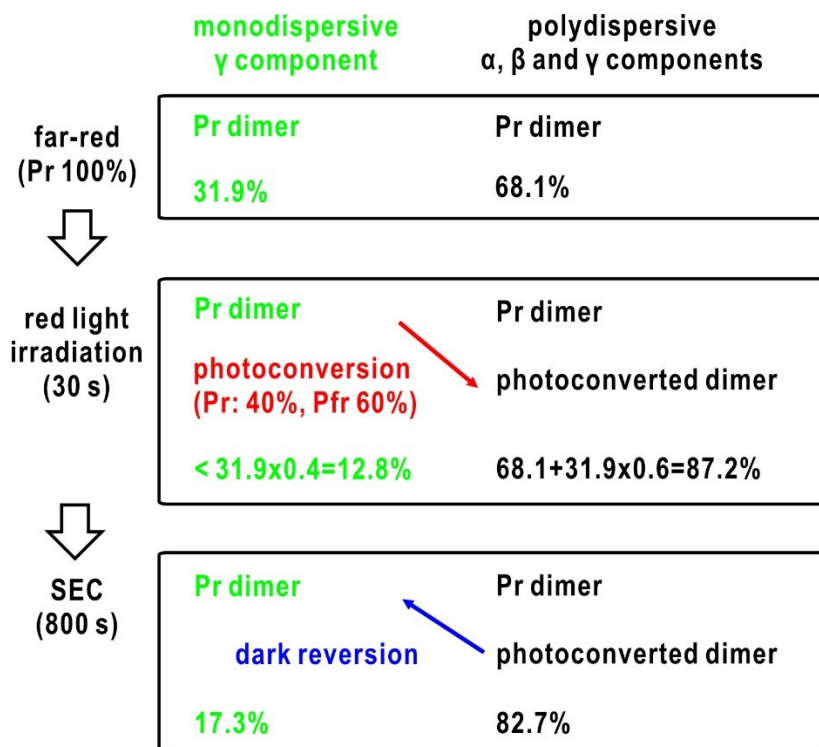 monodispersive
γ component
polydispersive
α, β and γ components
far-red
(Pr 100%)
Pr dimer
31.9%
Pr dimer
68.1%
red light
irradiation
(30 s)
Pr dimer
photoconversion
(Pr: 40%, Pfr 60%)
< 31.9x0.4=12.8%
Pr dimer
photoconverted dimer
68.1+31.9x0.6=87.2%
SEC
(800 s)
Pr dimer
dark reversion
17.3%
Pr dimer
photoconverted dimer
82.7%